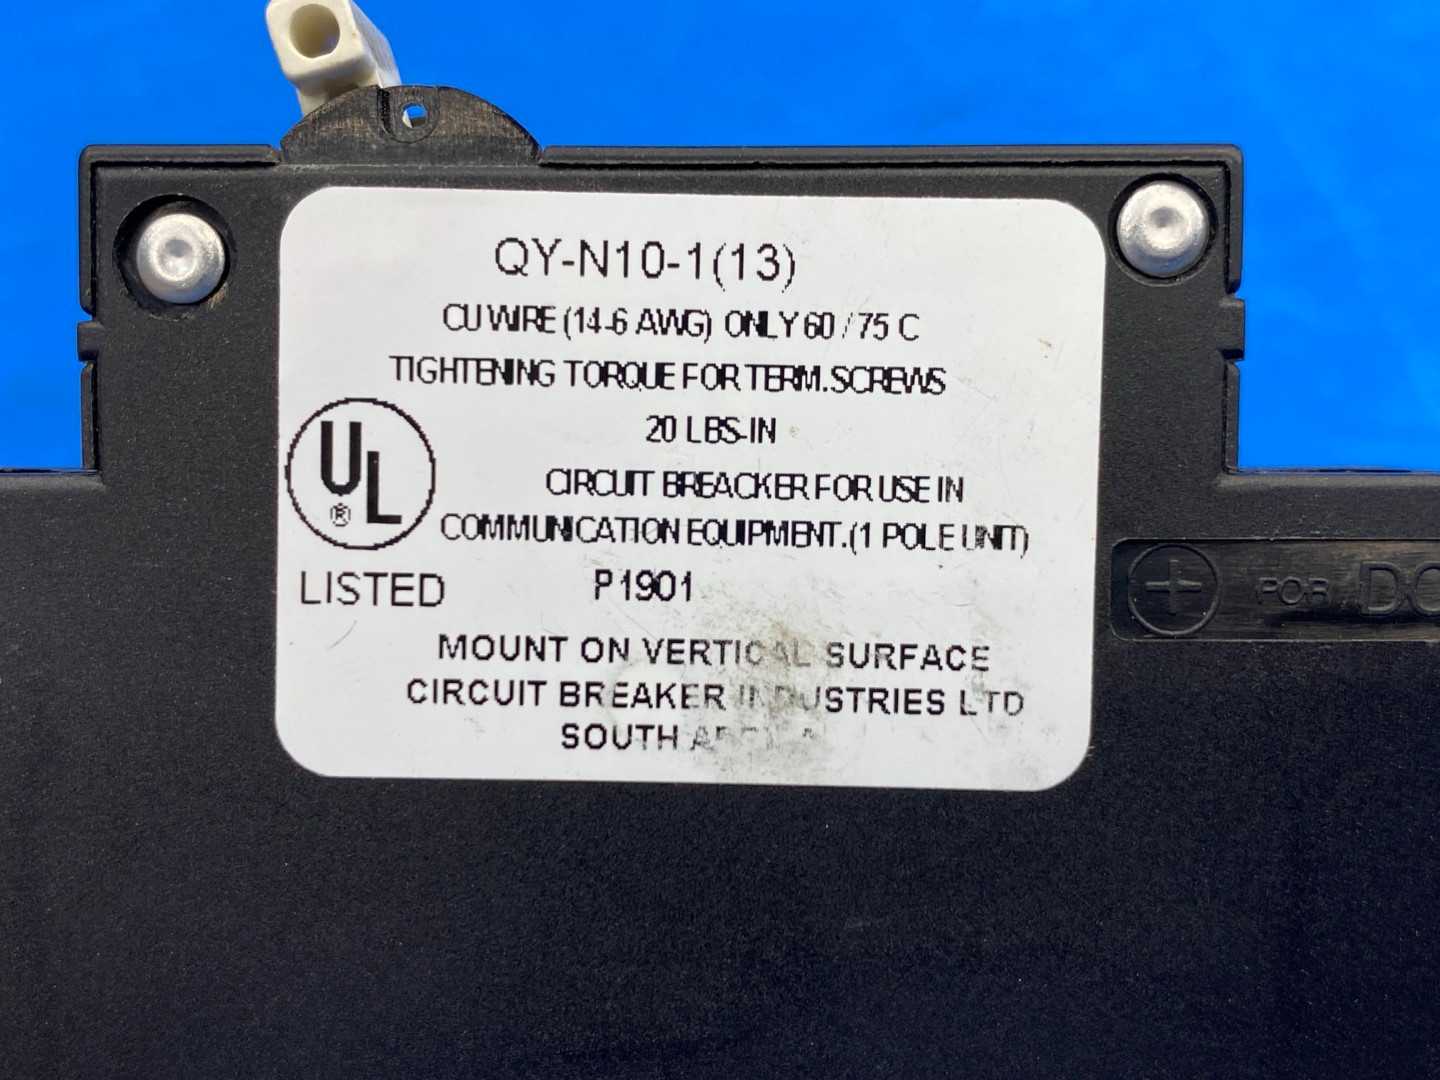 QY-N10-1(13)
CU WIRE (14-6 AWG) ONLY 60 / 75 C
TIGHTENING TORQUE FOR TERM. SCREWS
20 LBS-IN
UL
®
CIRCUIT BREACKER FOR USE IN
COMMUNICATION EQUIPMENT. (1 POLE UNIT)
LISTED
P1901
MOUNT ON VERTICAL SURFACE
CIRCUIT BREAKER INDUSTRIES LTD
SOUTH
+ FOR DC